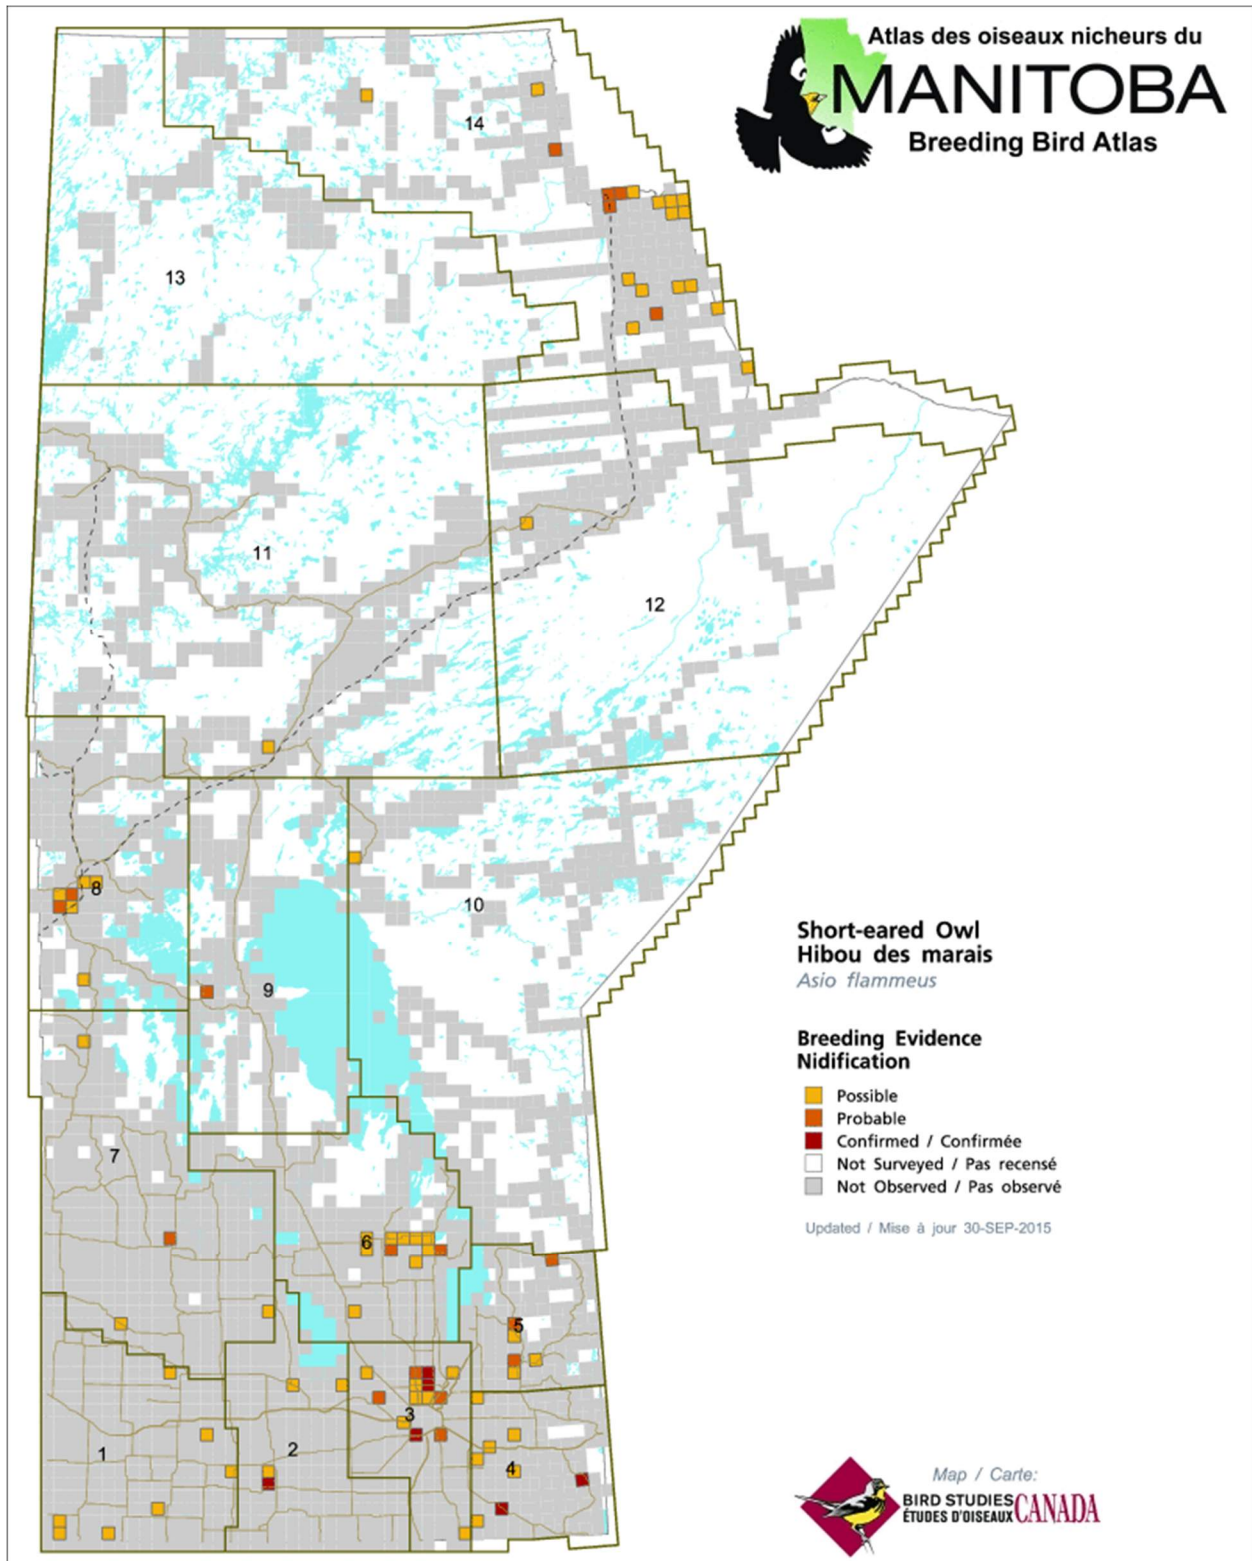 Atlas des oiseaux nicheurs du
MANITOBA
Breeding Bird Atlas
14
13
11
12
8
10
9
7
6
5
3
1
2
4
Short-eared Owl
Hibou des marais
Asio flammeus
Breeding Evidence
Nidification
Possible
Probable
Confirmed / Confirmée
Not Surveyed / Pas recensé
Not Observed / Pas observé
Updated / Mise à jour 30-SEP-2015
Map / Carte:
BIRD STUDIES
ÉTUDES D'OISEAUX CANADA